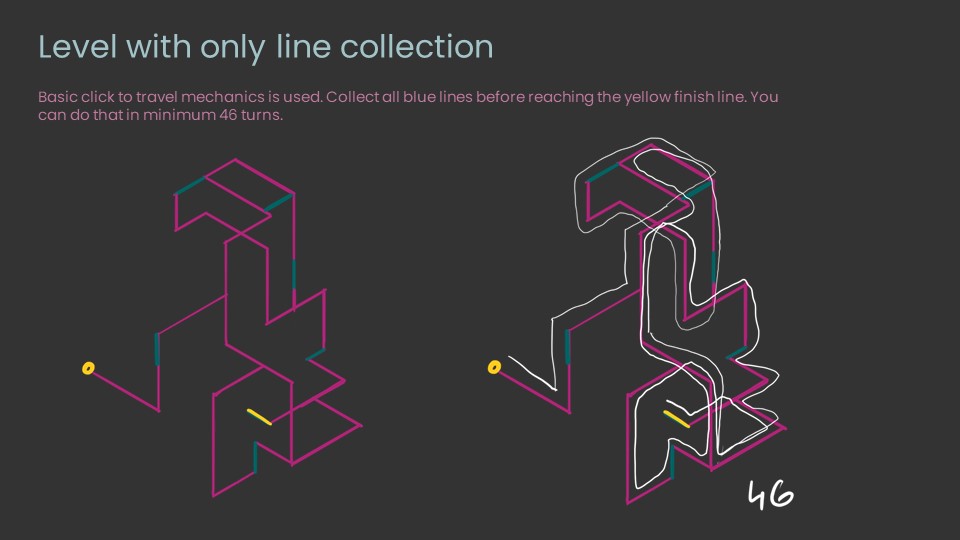 Level with only line collection
Basic click to travel mechanics is used. Collect all blue lines before reaching the yellow finish line. You
can do that in minimum 46 turns.
46